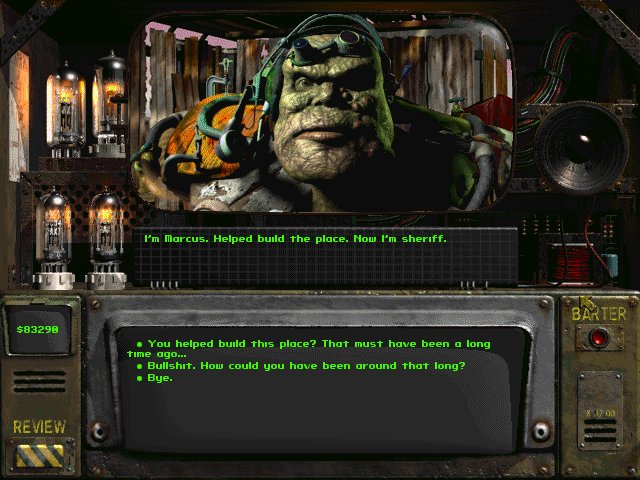 I'm Marcus. Helped build the place. Now I'm sheriff.
$83290
BARTER
• You helped build this place? That must have been a long
time ago...
• Bullshit. How could you have been around that long?
• Bye.
REVIEW